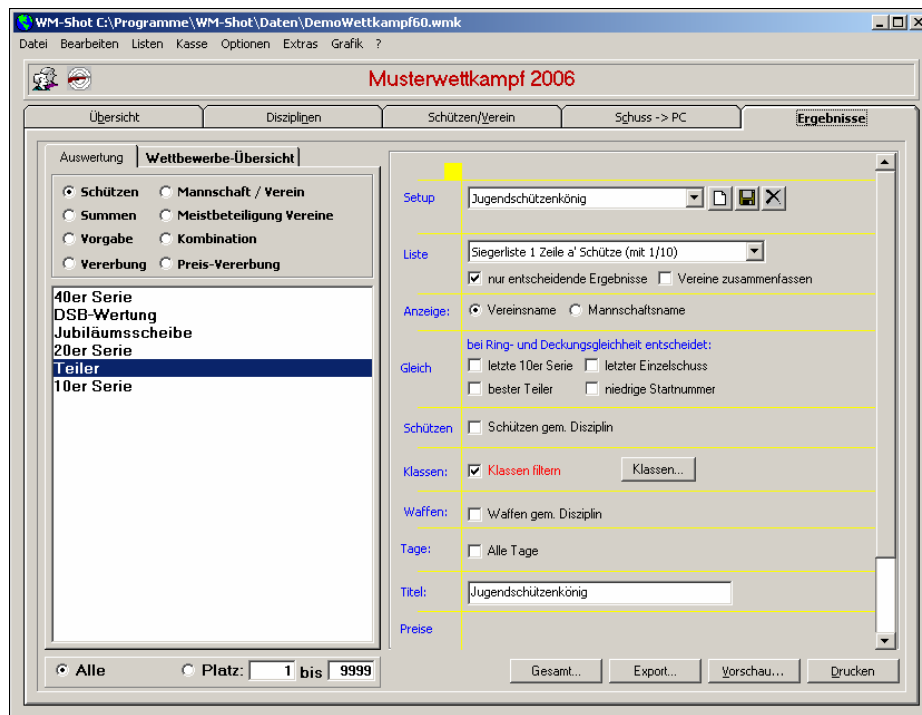 WM-Shot C:\Programme\WM-Shot\Daten\DemoWettkampf60.wmk
Datei Bearbeiten Listen Kasse Optionen Extras Grafik ?
Musterwettkampf 2006
Übersicht Disziplinen Schützen/Verein Schuss -> PC Ergebnisse
Auswertung Wettbewerbe-Übersicht
Schützen Mannschaft / Verein
Summen Meistbeteiligung Vereine
Vorgabe Kombination
Vererbung Preis-Vererbung
40er Serie
DSB-Wertung
Jubiläumsscheibe
20er Serie
Teiler
10er Serie
Alle Platz: 1 bis 9999
Setup Jugendschützenkönig
Liste Siegerliste 1 Zeile a' Schütze (mit 1/10)
nur entscheidende Ergebnisse Vereine zusammenfassen
Anzeige: Vereinsname Mannschaftsname
bei Ring- und Deckungsgleichheit entscheidet:
Gleich letzte 10er Serie letzter Einzelschuss
bester Teiler niedrige Startnummer
Schützen Schützen gem. Disziplin
Klassen: Klassen filtern Klassen...
Waffen: Waffen gem. Disziplin
Tage: Alle Tage
Titel: Jugendschützenkönig
Preise
Gesamt... Export... Vorschau... Drucken